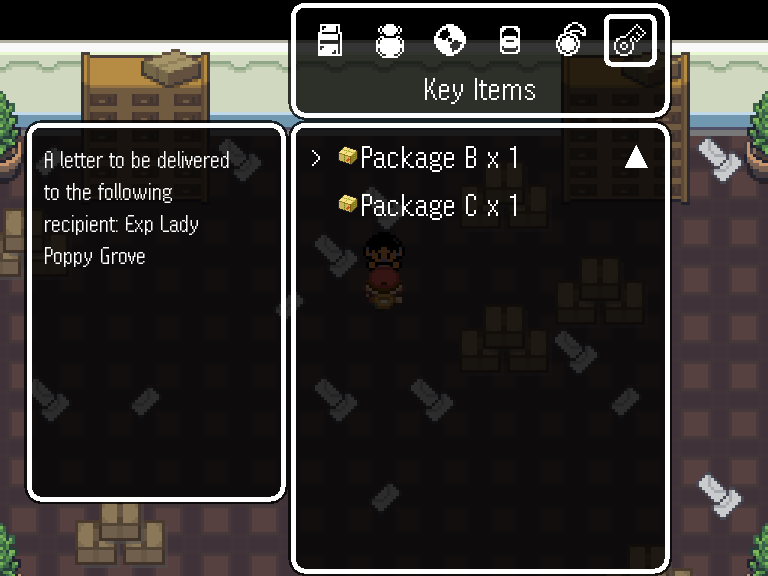 Key Items
A letter to be delivered
to the following
recipient: Exp Lady
Poppy Grove
> Package B x 1
Package C x 1